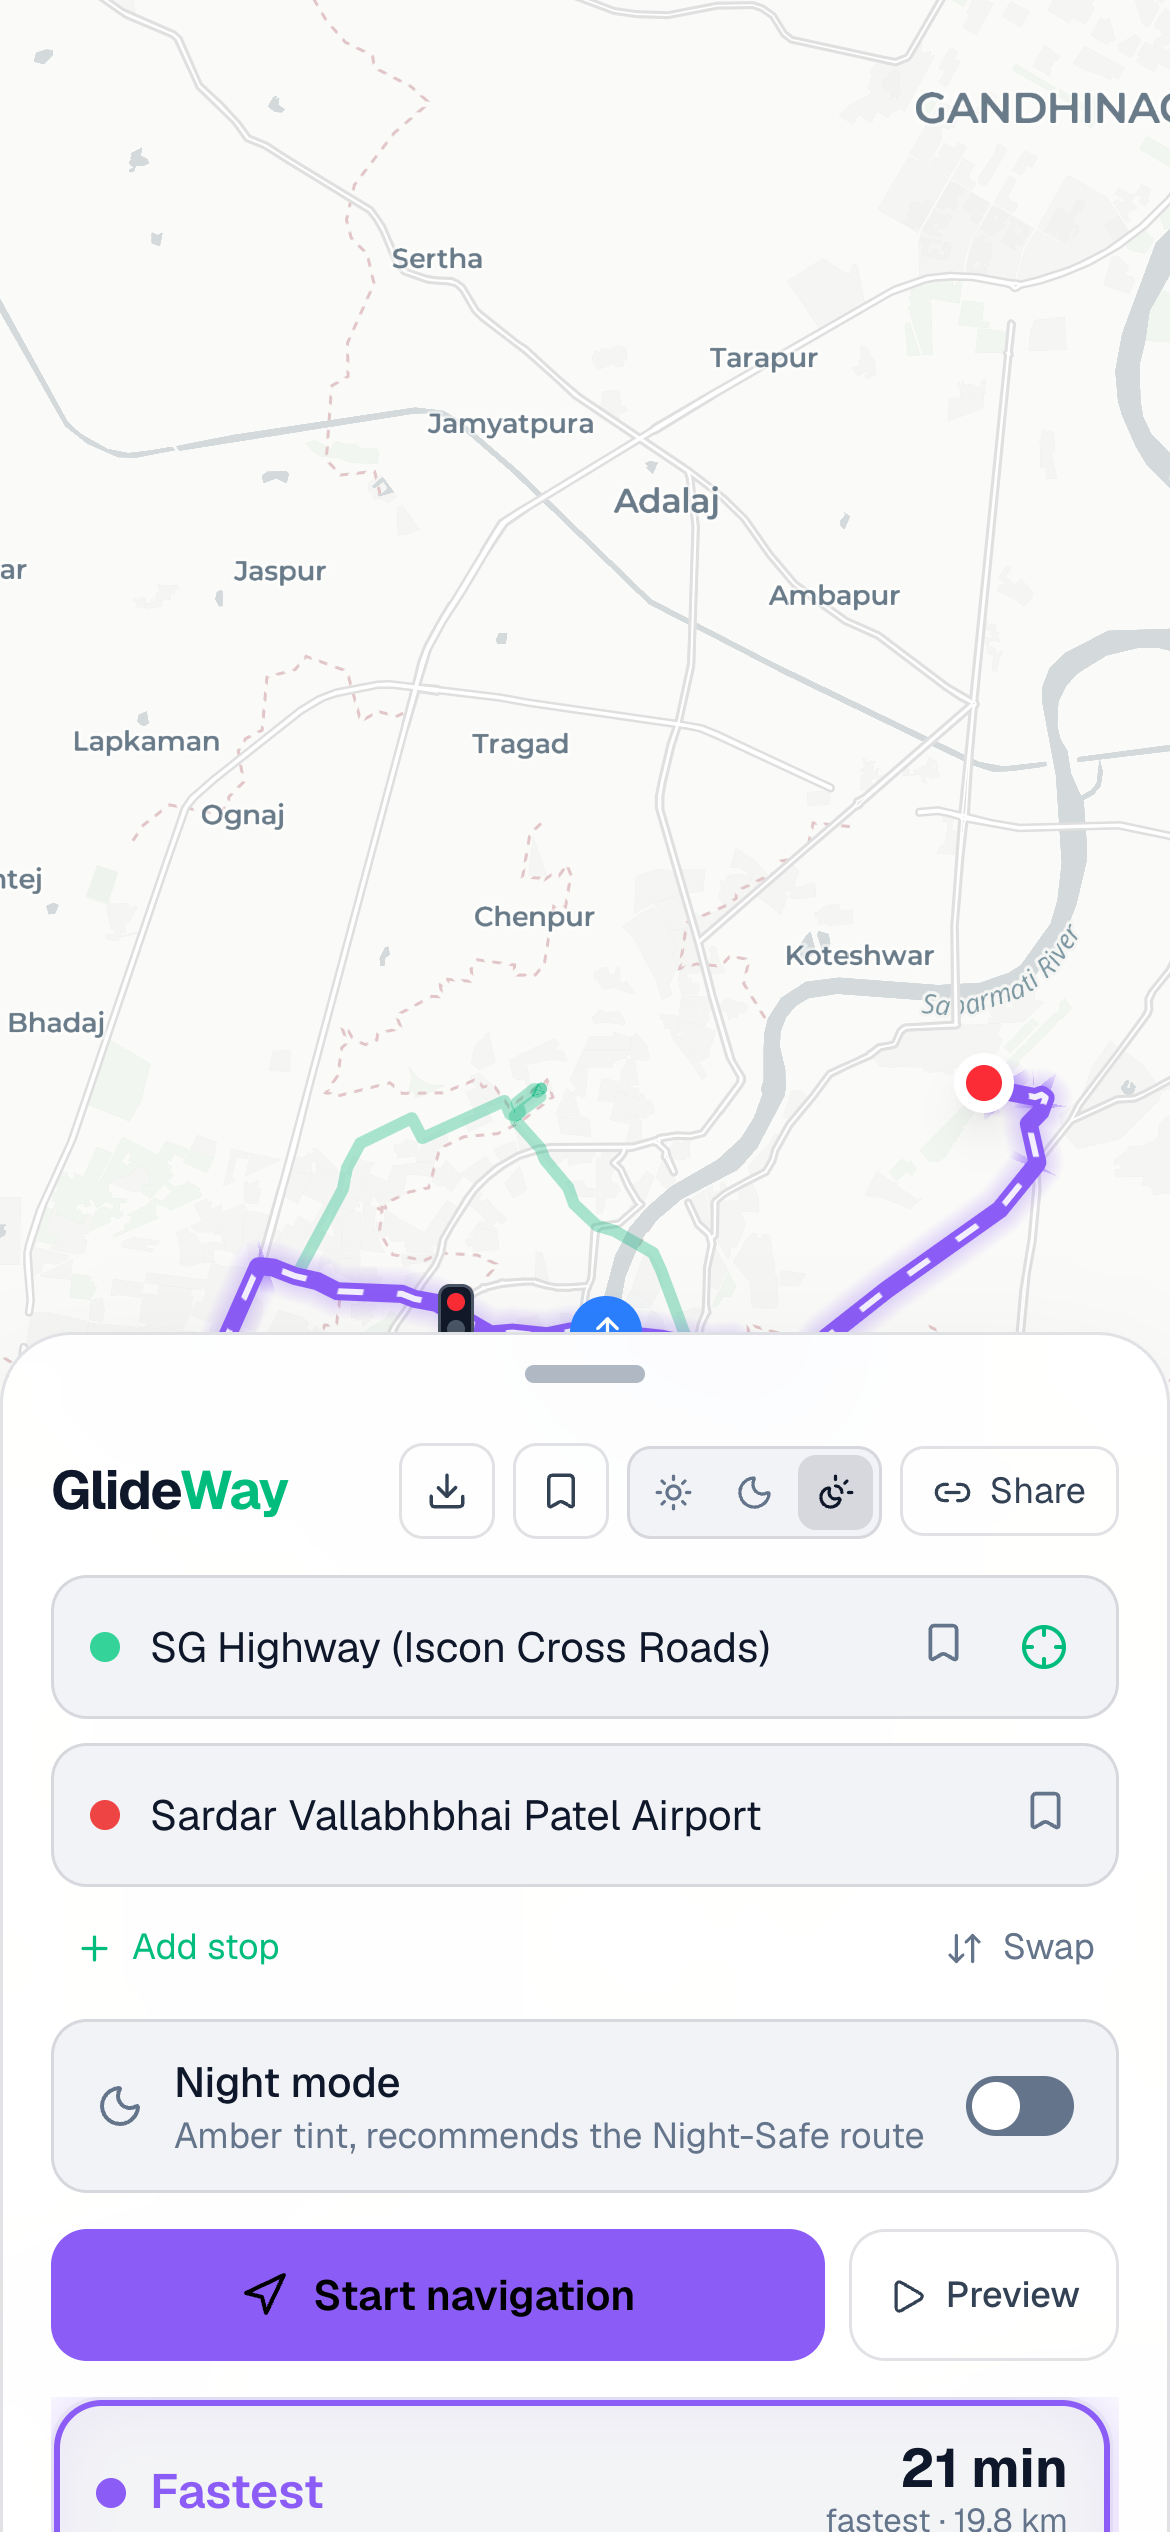 GANDHINAG
Sertha
Tarapur
Jamyatpura
Adalaj
ar
Jaspur
Ambapur
Lapkaman
Tragad
Ognaj
ntej
Chenpur
Koteshwar
Sabarmati River
Bhadaj
GlideWay
Share
SG Highway (Iscon Cross Roads)
Sardar Vallabhbhai Patel Airport
Add stop
Swap
Night mode
Amber tint, recommends the Night-Safe route
Start navigation
Preview
Fastest
21 min
fastest · 19.8 km